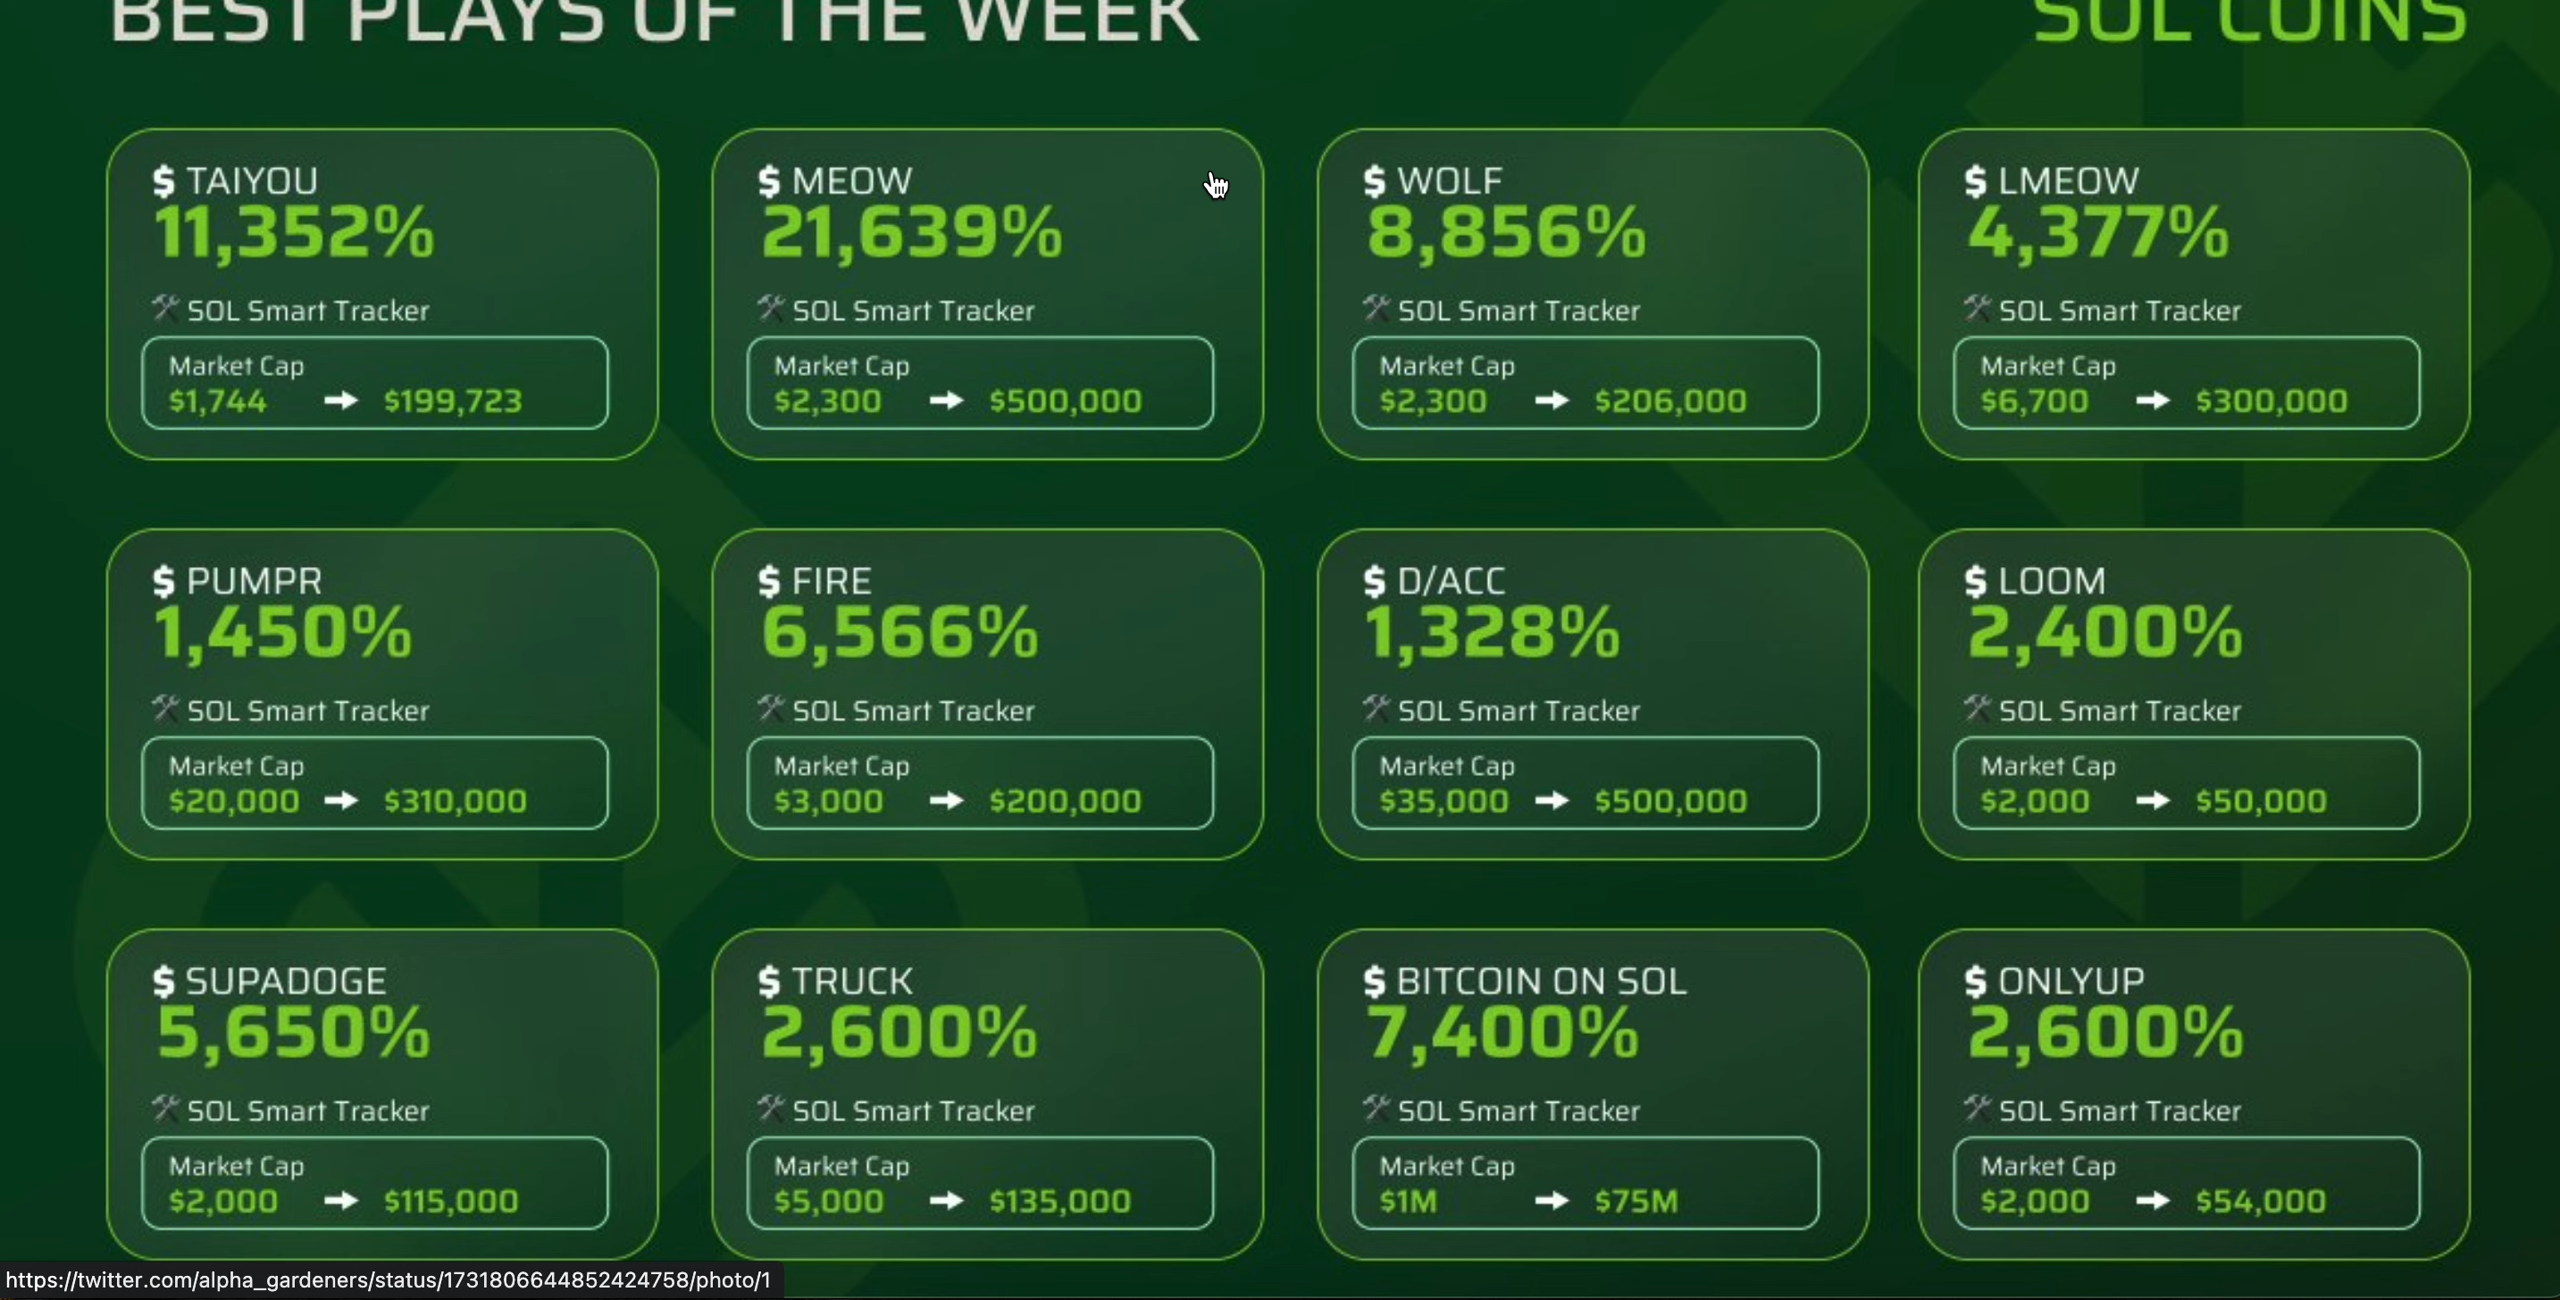 BEST PLAYS OF THE WEEK
SOL COINS
$ TAIYOU
11,352%
SOL Smart Tracker
Market Cap
$1,744 → $199,723
$ MEOW
21,639%
SOL Smart Tracker
Market Cap
$2,300 → $500,000
$ WOLF
8,856%
SOL Smart Tracker
Market Cap
$2,300 → $206,000
$ LMEOW
4,377%
SOL Smart Tracker
Market Cap
$6,700 → $300,000
$ PUMPR
1,450%
SOL Smart Tracker
Market Cap
$20,000 → $310,000
$ FIRE
6,566%
SOL Smart Tracker
Market Cap
$3,000 → $200,000
$ D/ACC
1,328%
SOL Smart Tracker
Market Cap
$35,000 → $500,000
$ LOOM
2,400%
SOL Smart Tracker
Market Cap
$2,000 → $50,000
$ SUPADOGE
5,650%
SOL Smart Tracker
Market Cap
$2,000 → $115,000
$ TRUCK
2,600%
SOL Smart Tracker
Market Cap
$5,000 → $135,000
$ BITCOIN ON SOL
7,400%
SOL Smart Tracker
Market Cap
$1M → $75M
$ ONLYUP
2,600%
SOL Smart Tracker
Market Cap
$2,000 → $54,000
https://twitter.com/alpha_gardeners/status/1731806644852424758/photo/1